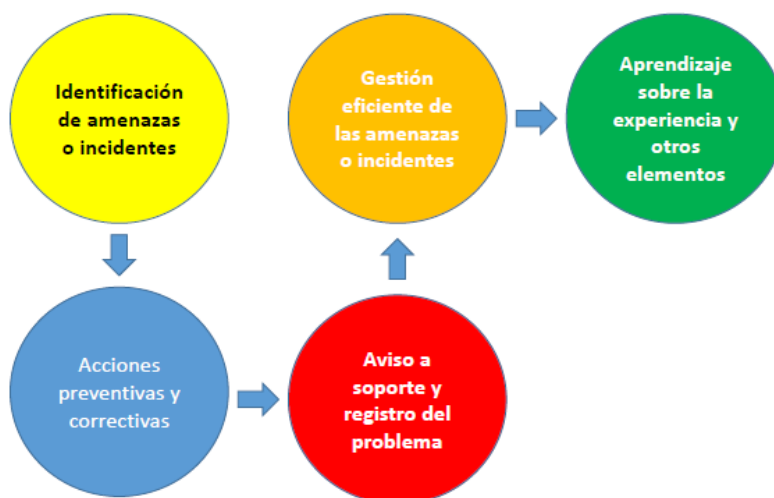 Identificación
de amenazas
o incidentes
Acciones
preventivas y
correctivas
Aviso a
soporte y
registro del
problema
Gestión
eficiente de
las amenazas
o incidentes
Aprendizaje
sobre la
experiencia y
otros
elementos